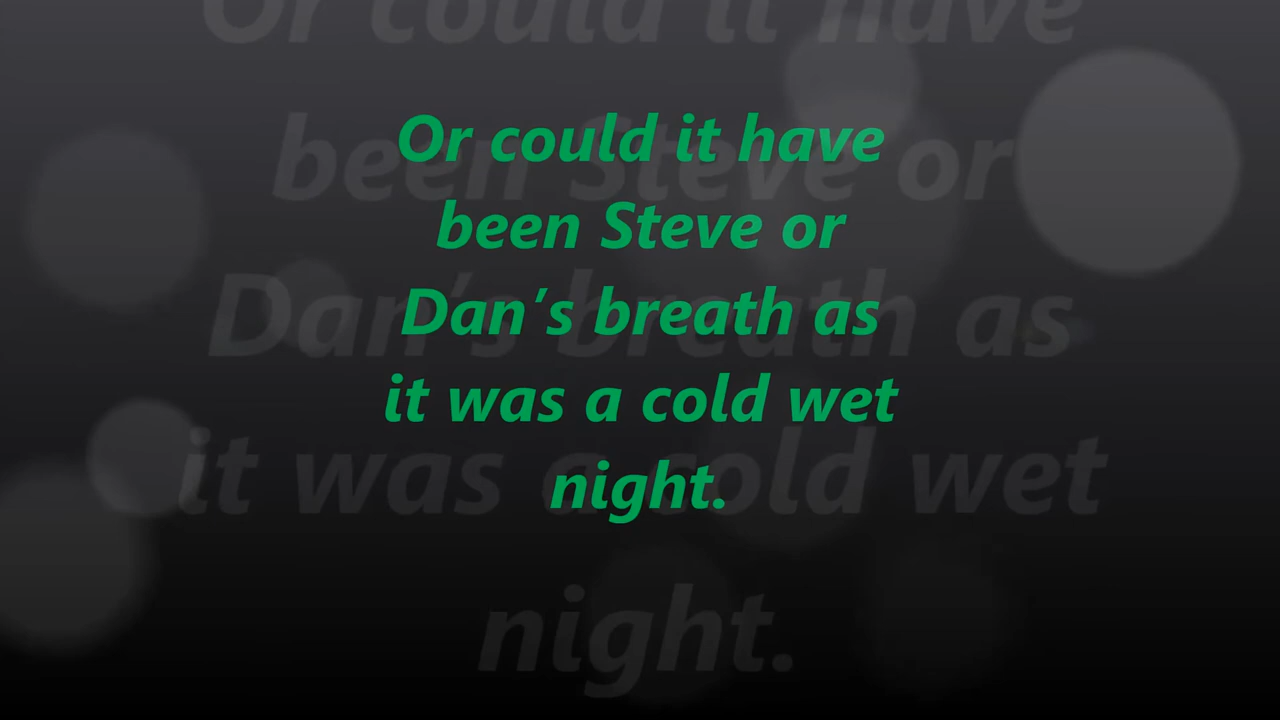 Or could it have
been Steve or
Dan’s breath as
it was a cold wet
night.